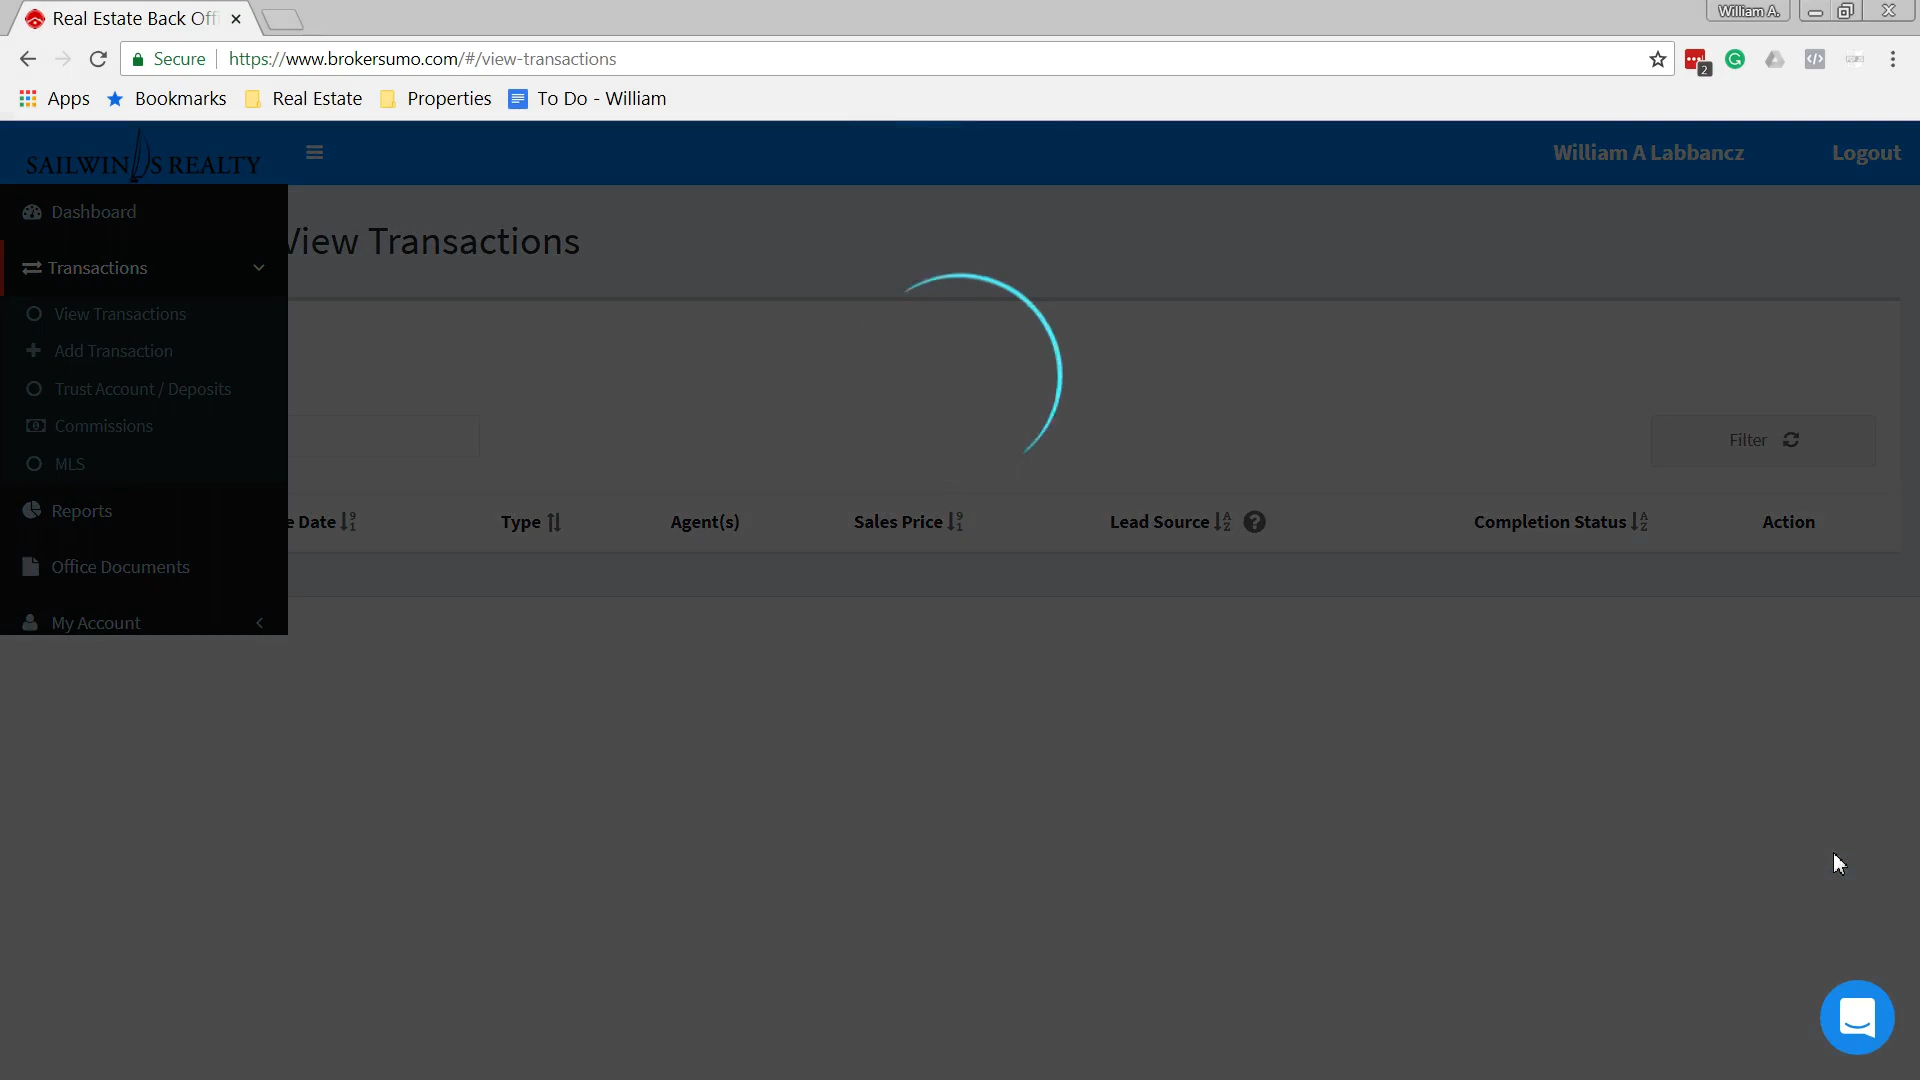 Real Estate Back Off
William A.
Secure
https://www.brokersumo.com/#/view-transactions
2
Apps
Bookmarks
Real Estate
Properties
To Do - William
SAILWINDS REALTY
William A Labbancz
Logout
Dashboard
View Transactions
Transactions
View Transactions
Add Transaction
Trust Account / Deposits
Commissions
MLS
Filter
Reports
e Date
Type
Agent(s)
Sales Price
Lead Source
Completion Status
Action
Office Documents
My Account